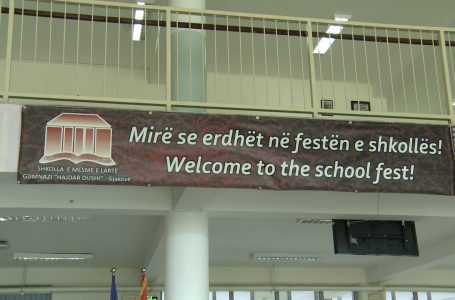 Mirë se erdhët në festën e shkollës!
Welcome to the school fest!
SHKOLLA E MESME E LARTË
GJIMNAZI "HAJDAR DUSHI" - Gjakovë